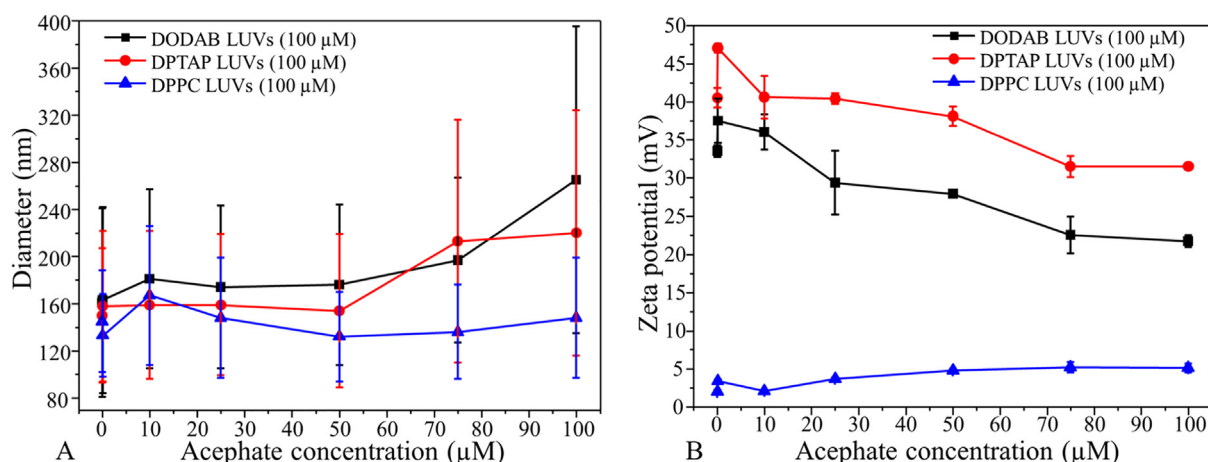 400
360
320
280
240
200
160
120
80
Diameter (nm)
DODAB LUVs (100 µM)
DPTAP LUVs (100 µM)
DPPC LUVs (100 µM)
0 10 20 30 40 50 60 70 80 90 100
A Acephate concentration (µM)
50
45
40
35
30
25
20
15
10
5
0
Zeta potential (mV)
DODAB LUVs (100 µM)
DPTAP LUVs (100 µM)
DPPC LUVs (100 µM)
0 10 20 30 40 50 60 70 80 90 100
B Acephate concentration (µM)